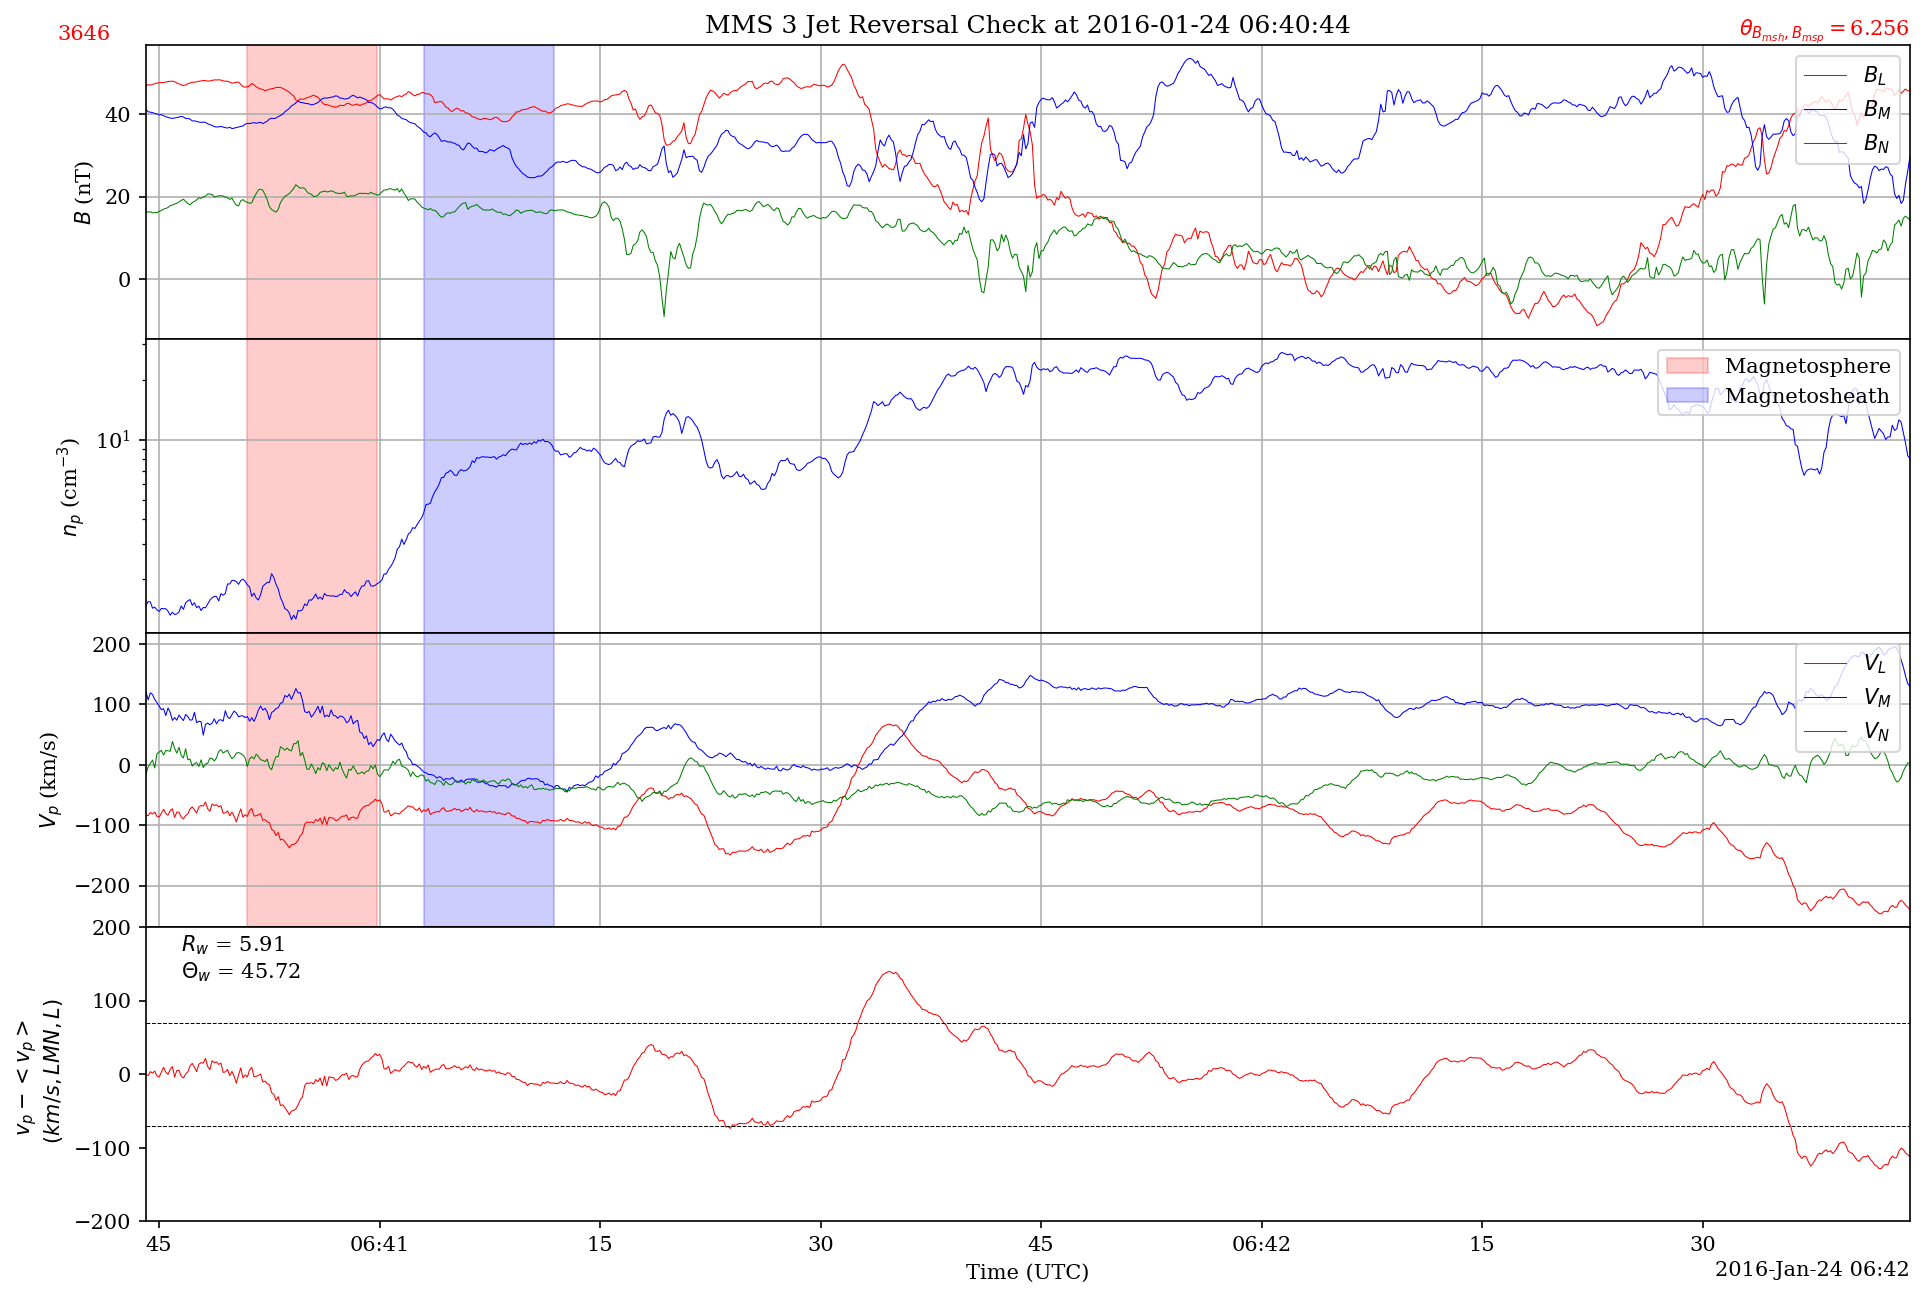 MMS 3 Jet Reversal Check at 2016-01-24 06:40:44
3646
θ_{B_{msh}, B_{msp}} = 6.256
B (nT)
40
20
0
B_L
B_M
B_N
n_p (cm^{-3})
10^1
Magnetosphere
Magnetosheath
V_p (km/s)
200
100
0
−100
−200
V_L
V_M
V_N
v_p − < v_p >
(km/s, LMN, L)
200
100
0
−100
−200
R_w = 5.91
Θ_w = 45.72
45
06:41
15
30
45
06:42
15
30
Time (UTC)
2016-Jan-24 06:42